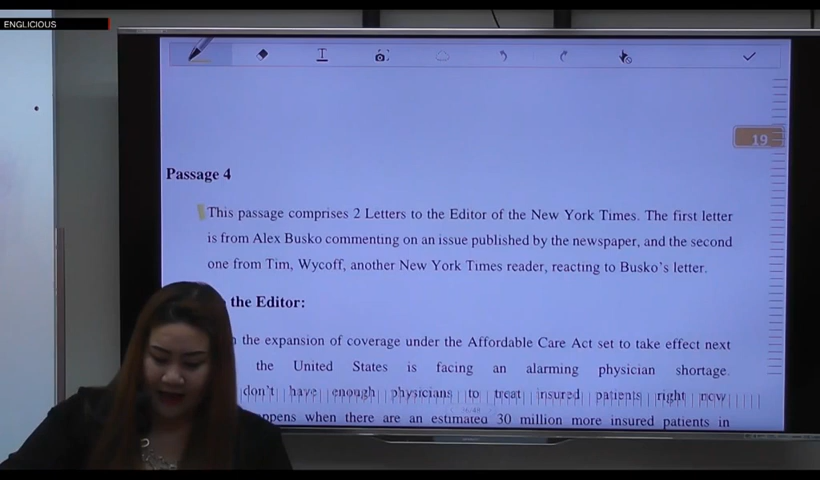 ENGLICIOUS
T
19
Passage 4
This passage comprises 2 Letters to the Editor of the New York Times. The first letter
is from Alex Busko commenting on an issue published by the newspaper, and the second
one from Tim, Wycoff, another New York Times reader, reacting to Busko's letter.
the Editor:
the expansion of coverage under the Affordable Care Act set to take effect next
the United States is facing an alarming physician shortage.
don't have enough physicians to treat insured patients right now
when there are an estimated 30 million more insured patients in